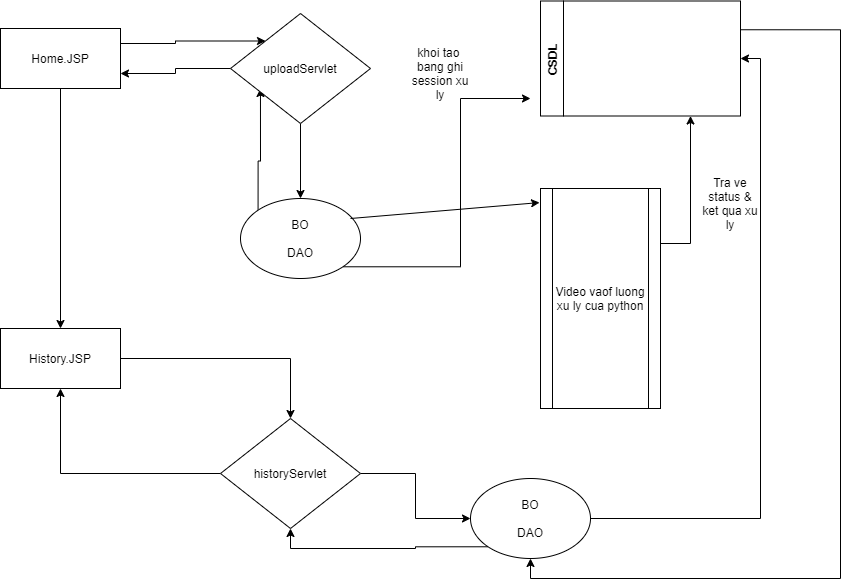 Home.JSP
uploadServlet
khoi tao
bang ghi
session xu
ly
CSDL
BO
DAO
Tra ve
status &
ket qua xu
ly
Video vaof luong
xu ly cua python
History.JSP
historyServlet
BO
DAO